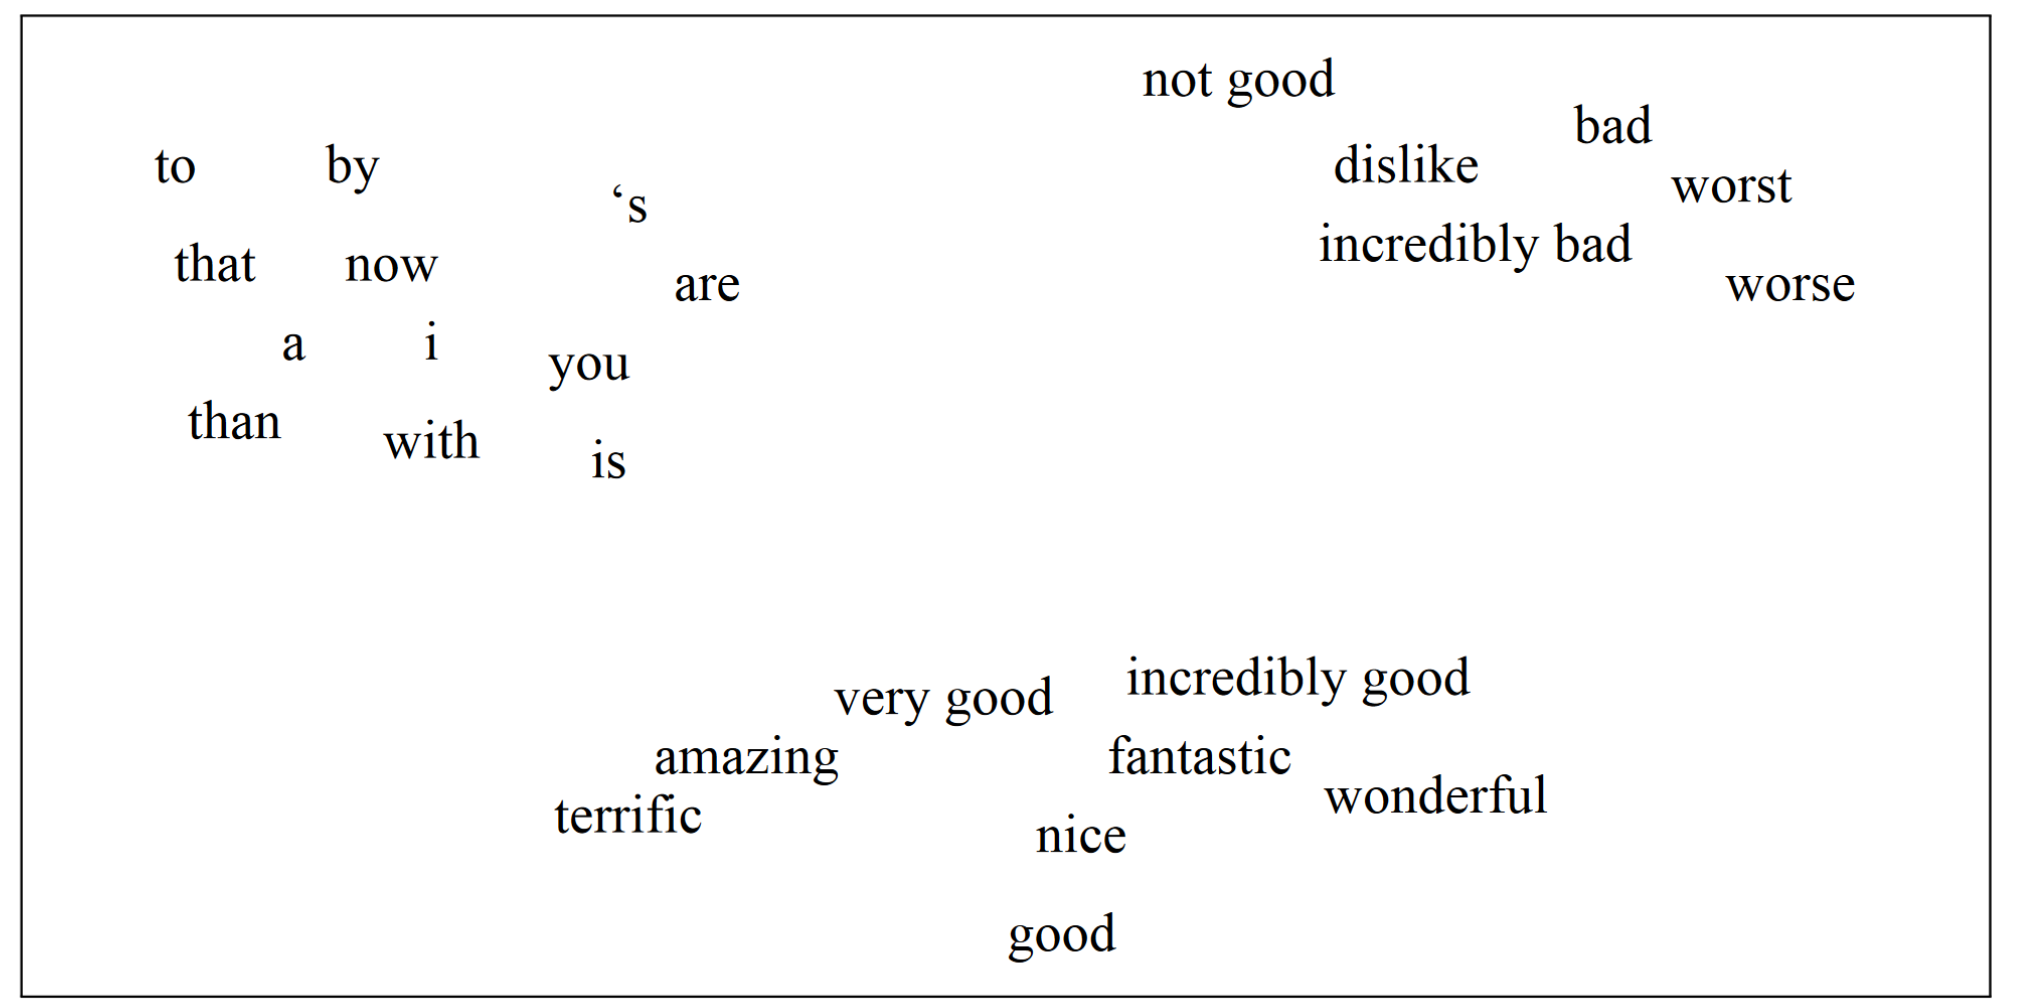 not good
bad
to by dislike
worst
‘s
incredibly bad
that now
are worse
a i
you
than
with
is
incredibly good
very good
amazing fantastic
wonderful
terrific
nice
good